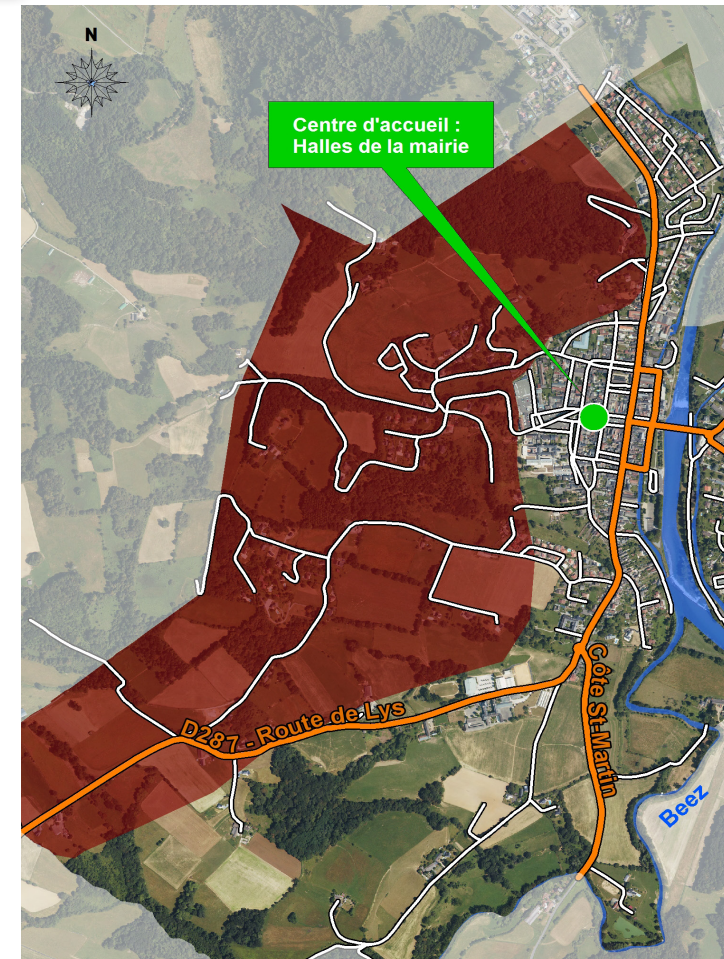 N
Centre d'accueil :
Halles de la mairie
D287 - Route de Lys
Côte St-Martin
Beez